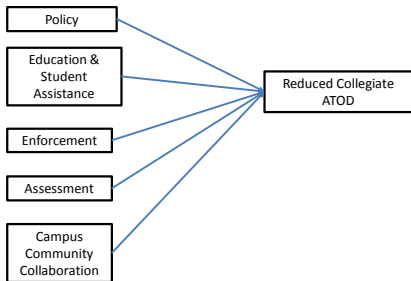 Policy
Education &
Student
Assistance
Reduced Collegiate
ATOD
Enforcement
Assessment
Campus
Community
Collaboration